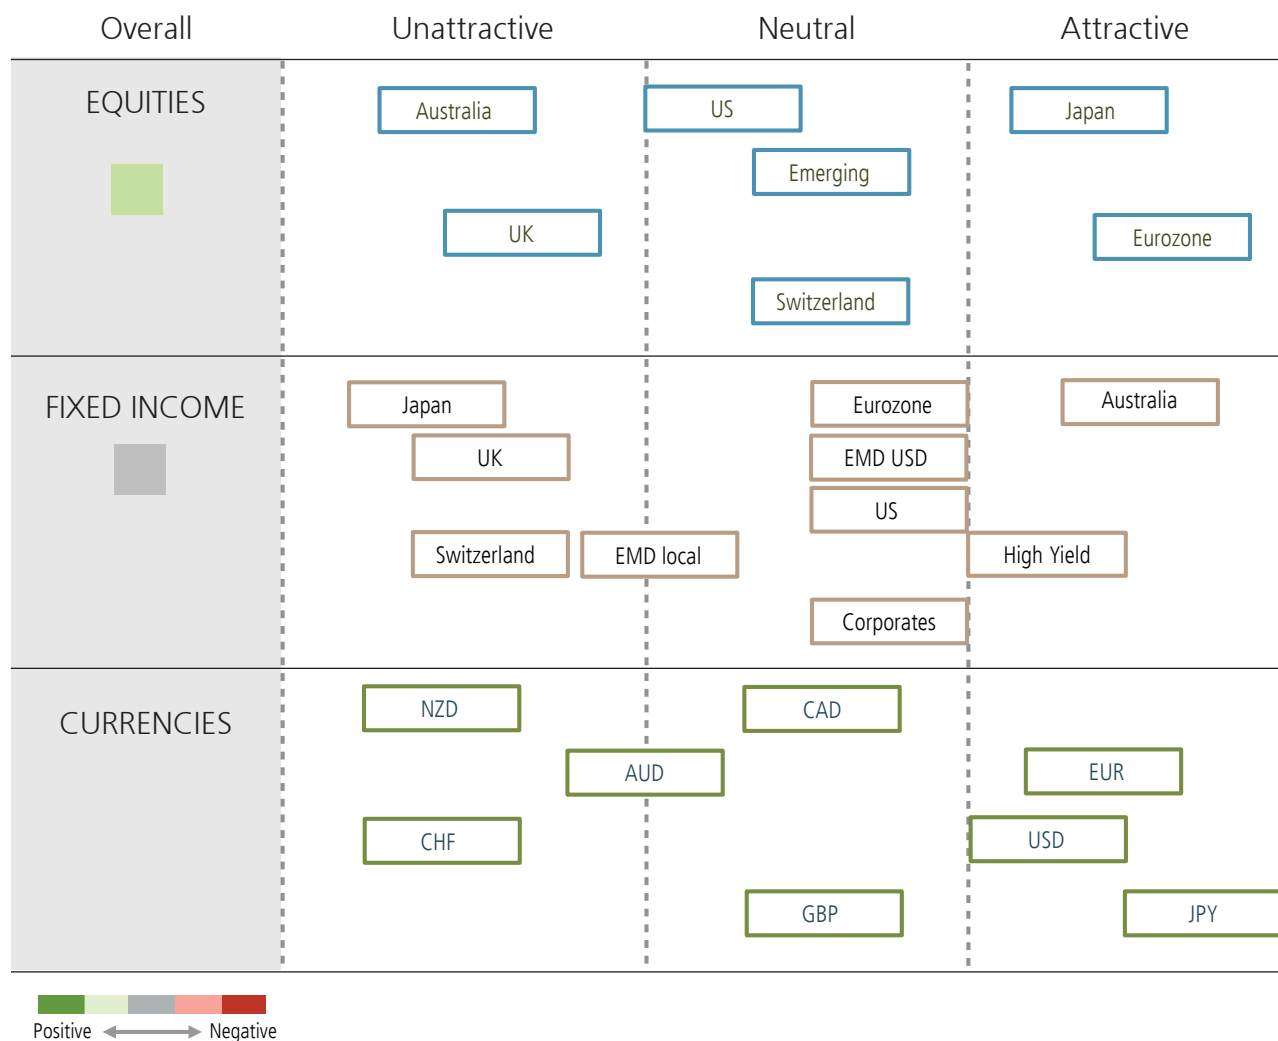 Overall Unattractive Neutral Attractive
EQUITIES
Australia US Japan
Emerging
UK Eurozone
Switzerland
FIXED INCOME
Japan Eurozone Australia
UK EMD USD
US
Switzerland EMD local High Yield
Corporates
CURRENCIES
NZD CAD
AUD EUR
CHF USD
GBP JPY
Positive Negative